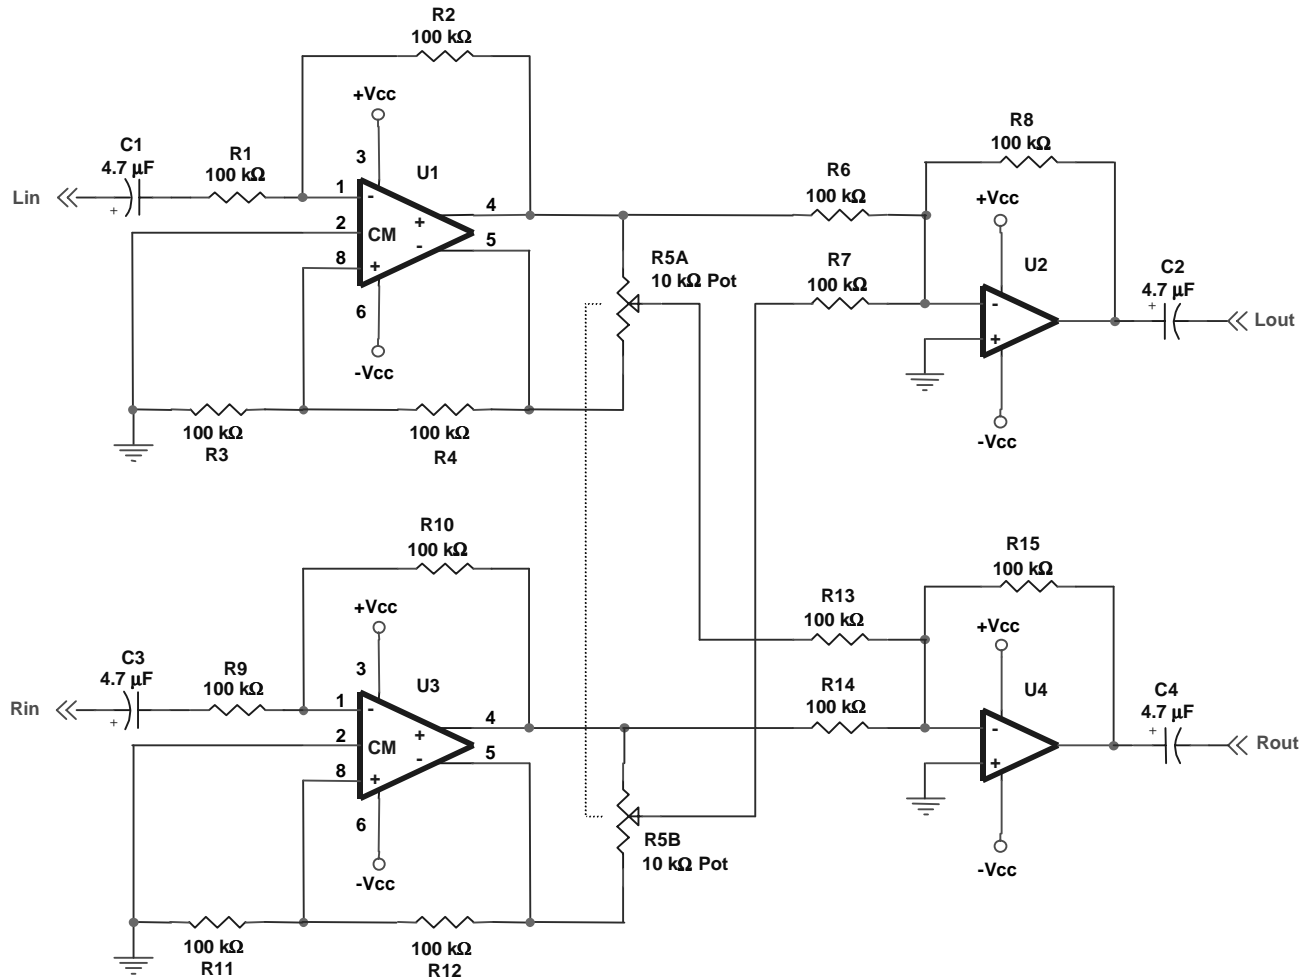 R2
100 kΩ
+Vcc
C1
4.7 µF
R1
100 kΩ
3
U1
R8
100 kΩ
R6
100 kΩ
Lin
+
1
-
2
CM
+
-
4
5
8
+
6
-Vcc
R5A
10 kΩ Pot
R7
100 kΩ
+Vcc
U2
C2
4.7 µF
+
-
+
Lout
-Vcc
100 kΩ
R3
100 kΩ
R4
R10
100 kΩ
+Vcc
C3
4.7 µF
R9
100 kΩ
3
U3
R15
100 kΩ
R13
100 kΩ
+Vcc
Rin
+
1
-
2
CM
+
-
4
5
8
+
6
-Vcc
R14
100 kΩ
U4
C4
4.7 µF
+
-
+
Rout
R5B
10 kΩ Pot
-Vcc
100 kΩ
R11
100 kΩ
R12